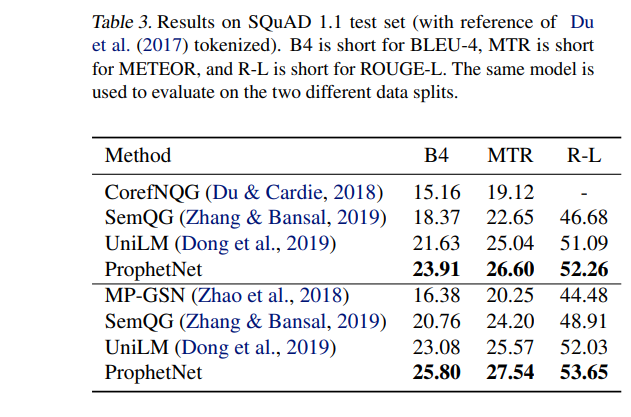 Table 3. Results on SQuAD 1.1 test set (with reference of Du
et al. (2017) tokenized). B4 is short for BLEU-4, MTR is short
for METEOR, and R-L is short for ROUGE-L. The same model is
used to evaluate on the two different data splits.
Method B4 MTR R-L
CorefNQG (Du & Cardie, 2018) 15.16 19.12 -
SemQG (Zhang & Bansal, 2019) 18.37 22.65 46.68
UniLM (Dong et al., 2019) 21.63 25.04 51.09
ProphetNet 23.91 26.60 52.26
MP-GSN (Zhao et al., 2018) 16.38 20.25 44.48
SemQG (Zhang & Bansal, 2019) 20.76 24.20 48.91
UniLM (Dong et al., 2019) 23.08 25.57 52.03
ProphetNet 25.80 27.54 53.65